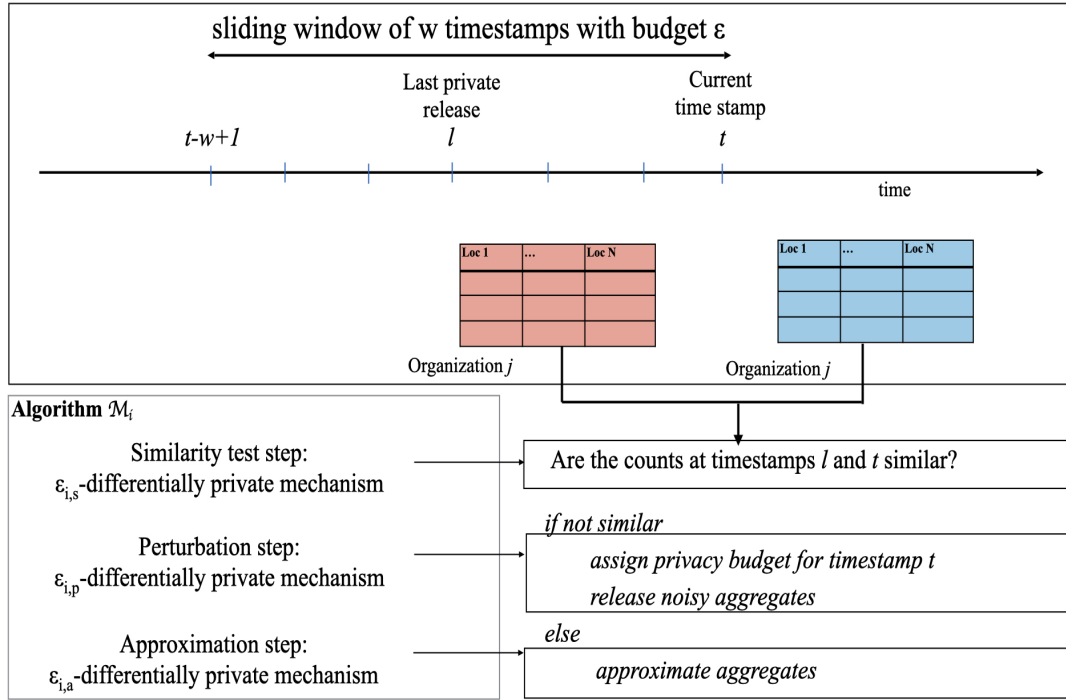 sliding window of w timestamps with budget ε
Last private
release
Current
time stamp
t-w+1
l
t
time
Loc 1 … Loc N
Loc 1 … Loc N
Organization j
Organization j
Algorithm ℳi
Similarity test step:
εi,s-differentially private mechanism
Are the counts at timestamps l and t similar?
Perturbation step:
εi,p-differentially private mechanism
if not similar
assign privacy budget for timestamp t
release noisy aggregates
Approximation step:
εi,a-differentially private mechanism
else
approximate aggregates